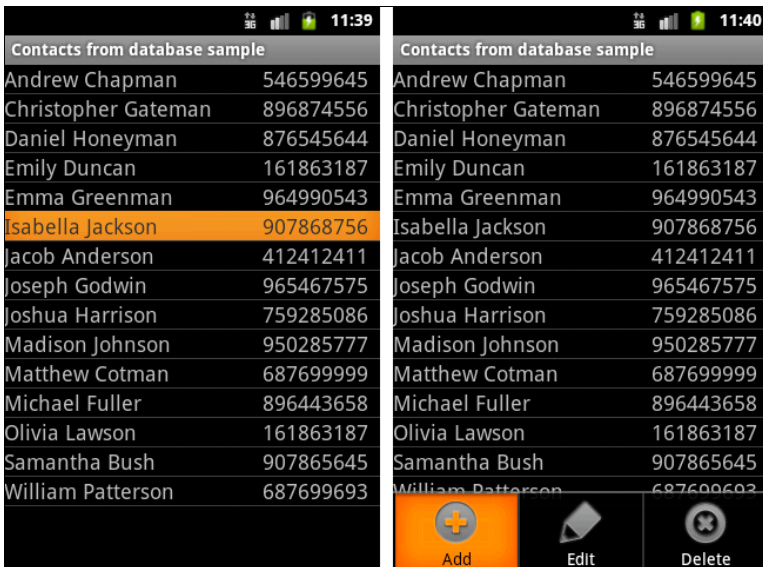 3G 11:39
Contacts from database sample
Andrew Chapman 546599645
Christopher Gateman 896874556
Daniel Honeyman 876545644
Emily Duncan 161863187
Emma Greenman 964990543
Isabella Jackson 907868756
Jacob Anderson 412412411
Joseph Godwin 965467575
Joshua Harrison 759285086
Madison Johnson 950285777
Matthew Cotman 687699999
Michael Fuller 896443658
Olivia Lawson 161863187
Samantha Bush 907865645
William Patterson 687699693
3G 11:40
Contacts from database sample
Andrew Chapman 546599645
Christopher Gateman 896874556
Daniel Honeyman 876545644
Emily Duncan 161863187
Emma Greenman 964990543
Isabella Jackson 907868756
Jacob Anderson 412412411
Joseph Godwin 965467575
Joshua Harrison 759285086
Madison Johnson 950285777
Matthew Cotman 687699999
Michael Fuller 896443658
Olivia Lawson 161863187
Samantha Bush 907865645
William Patterson 687699693
Add Edit Delete